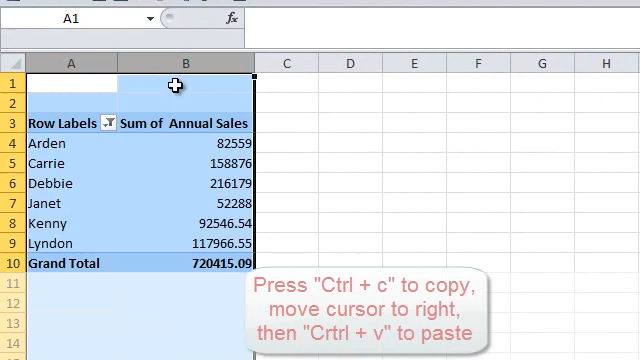 A1 fx
A B C D E F G H
1
2
3 Row Labels Sum of Annual Sales
4 Arden 82559
5 Carrie 158876
6 Debbie 216179
7 Janet 52288
8 Kenny 92546.54
9 Lyndon 117966.55
10 Grand Total 720415.09
11
12
13
14
Press "Ctrl + c" to copy,
move cursor to right,
then "Crtrl + v" to paste